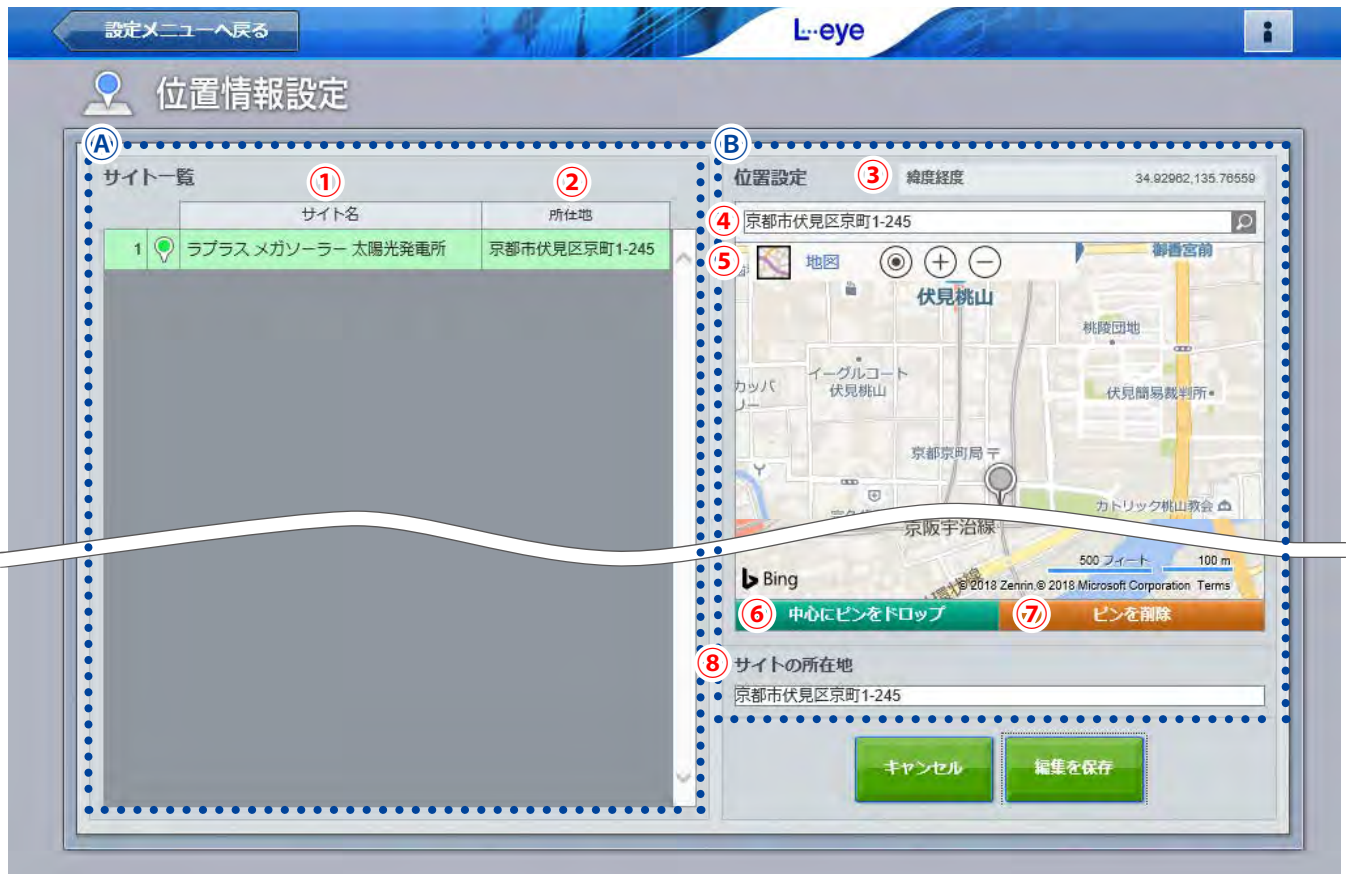 設定メニューへ戻る
L-eye
位置情報設定
A
サイト一覧
①
②
サイト名
所在地
1 ラプラス メガソーラー 太陽光発電所 京都市伏見区京町1-245
B
位置設定
③
緯度経度
34.92962,135.76559
④
京都市伏見区京町1-245
⑤
地図
御香宮前
伏見桃山
桃陵団地
イーグルコート
伏見桃山
カッパ
リー
伏見簡易裁判所
京都京町局
カトリック桃山教会
京阪宇治線
500 フィート
100 m
Bing
© 2018 Zenrin © 2018 Microsoft Corporation Terms
⑥
中心にピンをドロップ
⑦
ピンを削除
⑧
サイトの所在地
京都市伏見区京町1-245
キャンセル
編集を保存